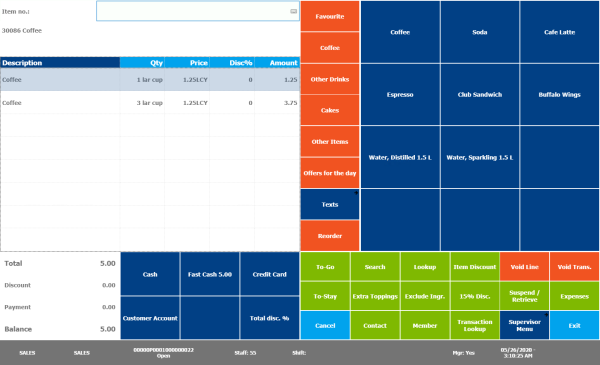 Item no.:
30086 Coffee
Description Qty Price Disc% Amount
Coffee 1 lar cup 1.25LCY 0 1.25
Coffee 3 lar cup 1.25LCY 0 3.75
Total 5.00
Discount 0.00
Payment 0.00
Balance 5.00
Favourite
Coffee
Other Drinks
Cakes
Other Items
Offers for the day
Texts
Reorder
Coffee Soda Cafe Latte
Espresso Club Sandwich Buffalo Wings
Water, Distilled 1.5 L Water, Sparkling 1.5 L
Cash Fast Cash 5.00 Credit Card
Customer Account Total disc. %
To-Go Search Lookup Item Discount Void Line Void Trans.
To-Stay Extra Toppings Exclude Ingr. 15% Disc. Suspend / Retrieve Expenses
Cancel Contact Member Transaction Lookup Supervisor Menu Exit
SALES SALES Staff: 55 Shift:
Open
Mgr: Yes 05/26/2020 -
3:10:25 AM